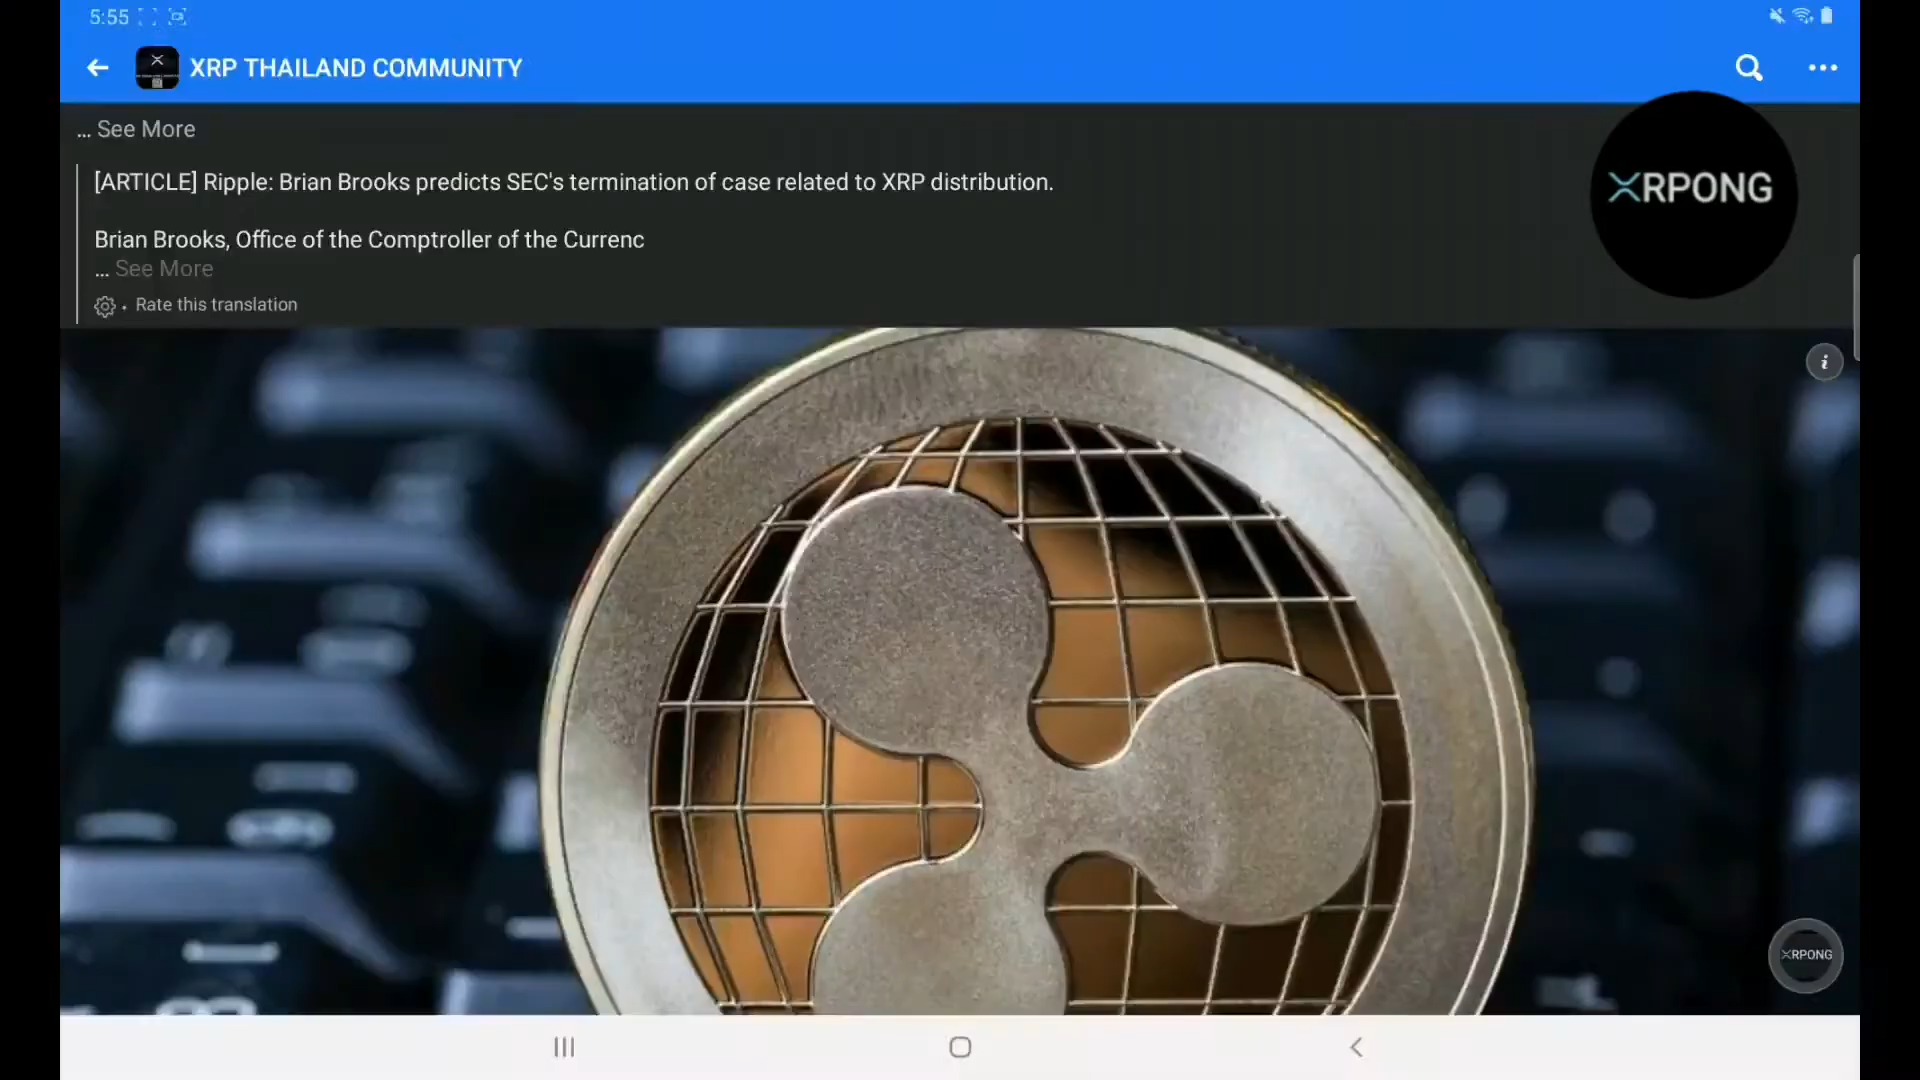 5:55
XRP THAILAND COMMUNITY
... See More
[ARTICLE] Ripple: Brian Brooks predicts SEC's termination of case related to XRP distribution.
Brian Brooks, Office of the Comptroller of the Currenc
... See More
Rate this translation
XRPONG
i
XRPONG